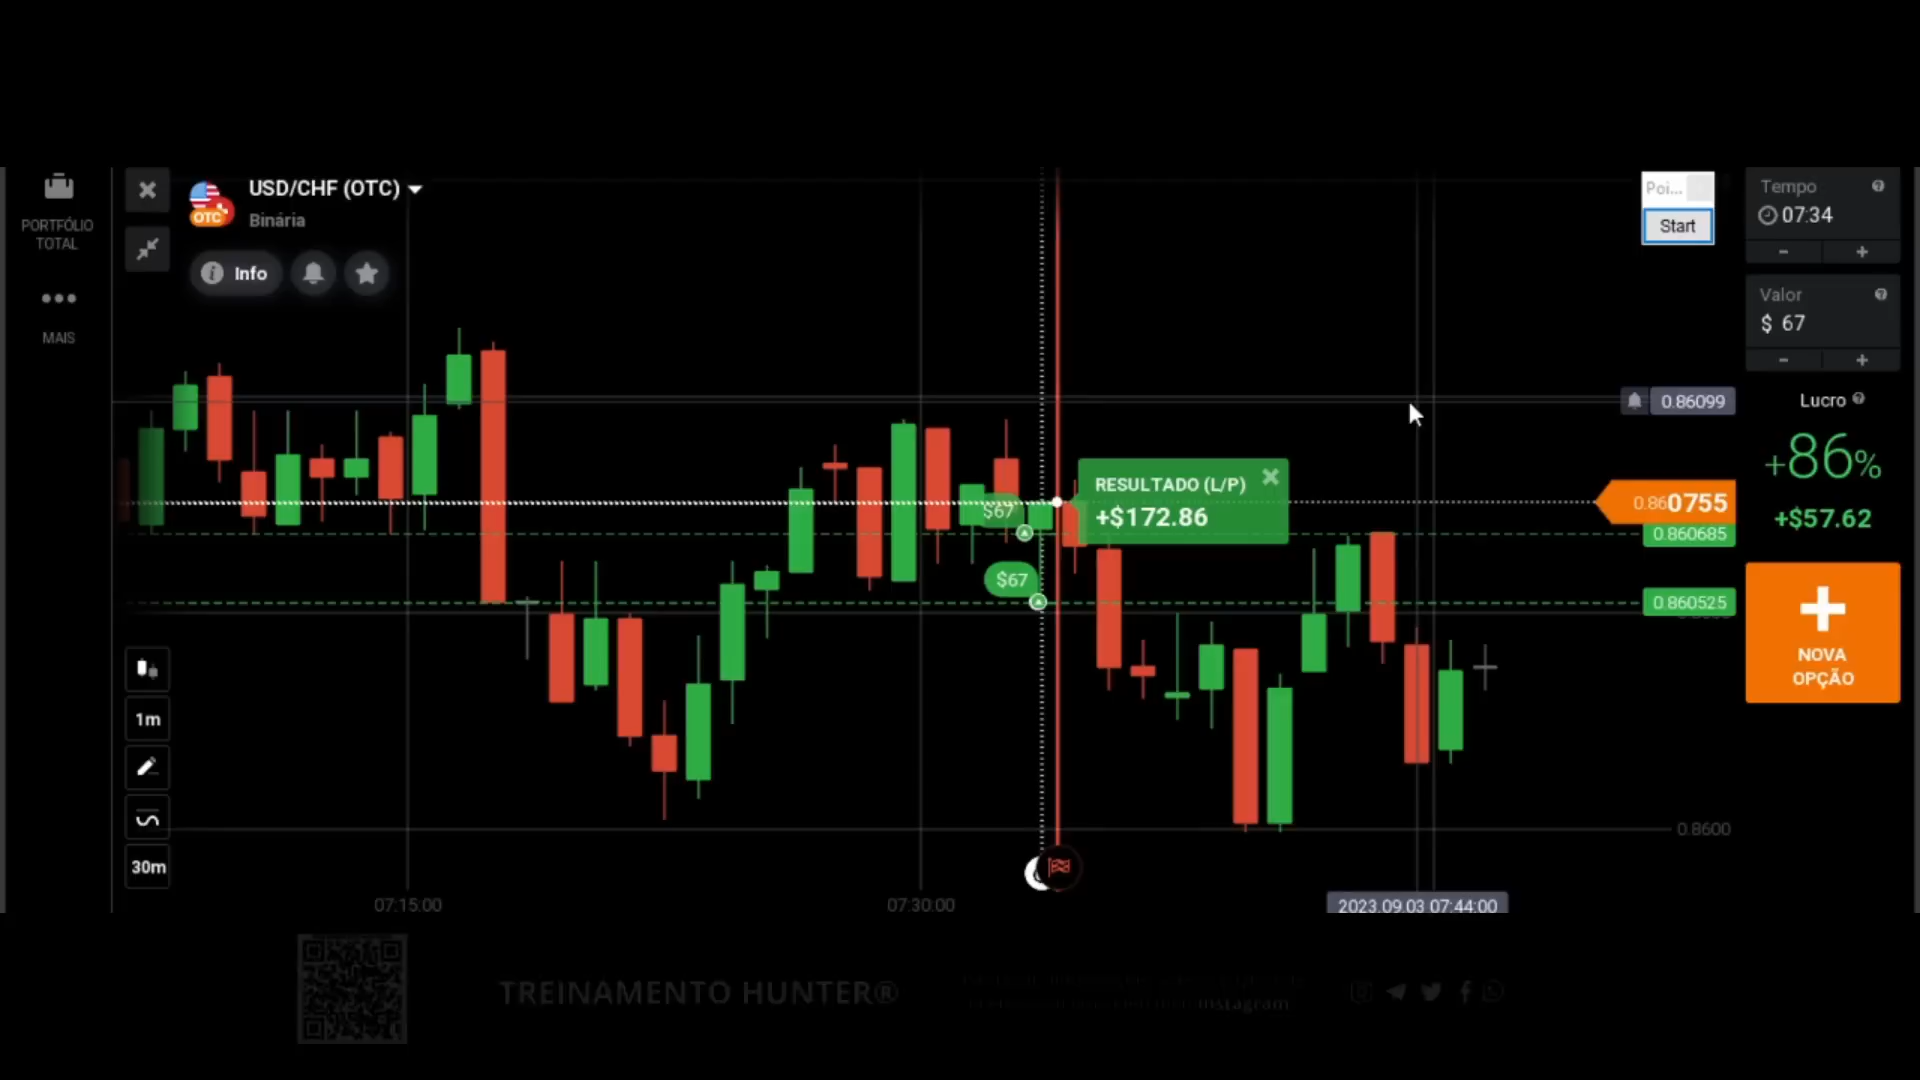 PORTFÓLIO
TOTAL
MAIS
USD/CHF (OTC)
OTC
Binária
Info
Poi...
Start
Tempo
07:34
- +
Valor
$ 67
- +
Lucro
+86%
+$57.62
NOVA
OPÇÃO
0.86099
0.860755
0.860685
0.860525
0.8600
RESULTADO (L/P)
+$172.86
$67
$67
1m
30m
07:15:00
07:30:00
2023.09.03 07:44:00
TREINAMENTO HUNTER®
Instagram